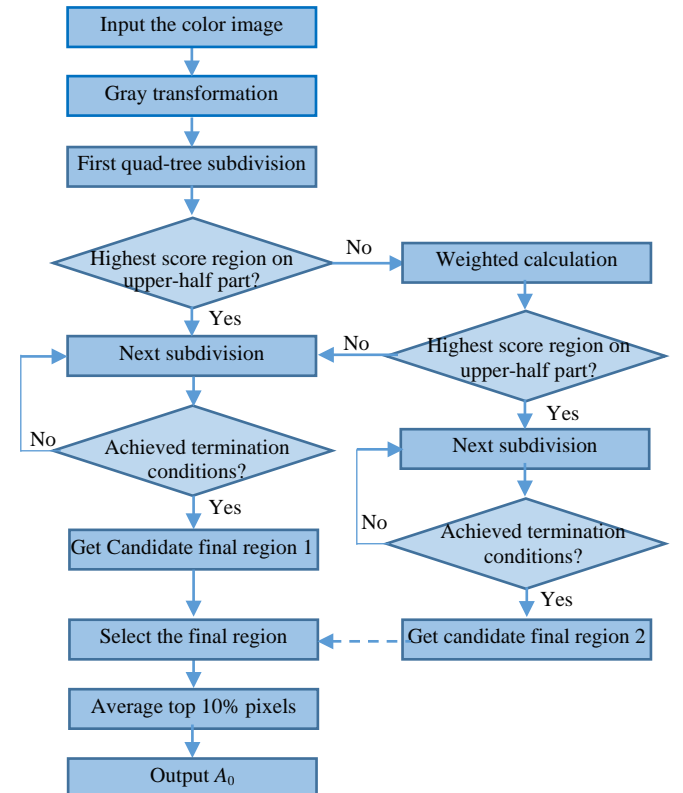 Input the color image
Gray transformation
First quad-tree subdivision
Highest score region on
upper-half part?
No
Weighted calculation
Yes
Next subdivision
No
Highest score region on
upper-half part?
Yes
No
Achieved termination
conditions?
Next subdivision
Yes
No
Achieved termination
conditions?
Get Candidate final region 1
Yes
Select the final region
Get candidate final region 2
Average top 10% pixels
Output A₀